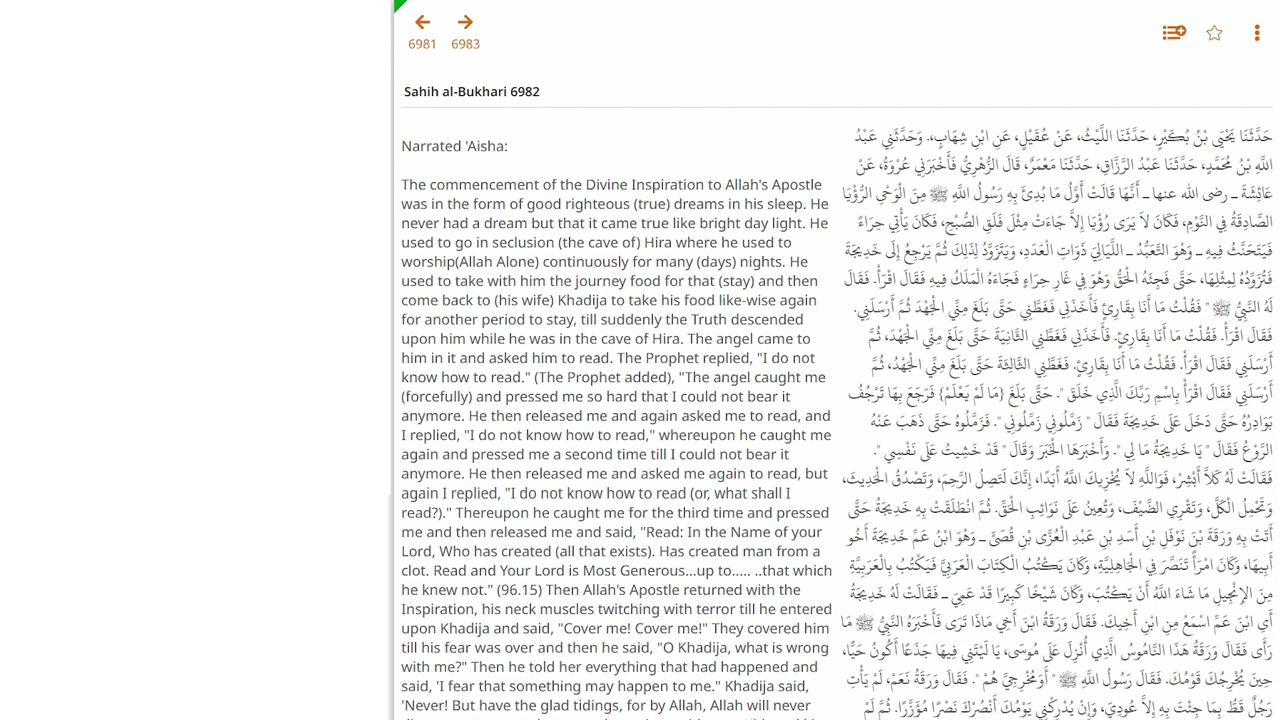 6981 6983
Sahih al-Bukhari 6982
Narrated 'Aisha:
The commencement of the Divine Inspiration to Allah's Apostle
was in the form of good righteous (true) dreams in his sleep. He
never had a dream but that it came true like bright day light. He
used to go in seclusion (the cave of) Hira where he used to
worship(Allah Alone) continuously for many (days) nights. He
used to take with him the journey food for that (stay) and then
come back to (his wife) Khadija to take his food like-wise again
for another period to stay, till suddenly the Truth descended
upon him while he was in the cave of Hira. The angel came to
him in it and asked him to read. The Prophet replied, "I do not
know how to read." (The Prophet added), "The angel caught me
(forcefully) and pressed me so hard that I could not bear it
anymore. He then released me and again asked me to read, and
I replied, "I do not know how to read," whereupon he caught me
again and pressed me a second time till I could not bear it
anymore. He then released me and asked me again to read, but
again I replied, "I do not know how to read (or, what shall I
read?)." Thereupon he caught me for the third time and pressed
me and then released me and said, "Read: In the Name of your
Lord, Who has created (all that exists). Has created man from a
clot. Read and Your Lord is Most Generous...up to..... ..that which
he knew not." (96.15) Then Allah's Apostle returned with the
Inspiration, his neck muscles twitching with terror till he entered
upon Khadija and said, "Cover me! Cover me!" They covered him
till his fear was over and then he said, "O Khadija, what is wrong
with me?" Then he told her everything that had happened and
said, 'I fear that something may happen to me." Khadija said,
'Never! But have the glad tidings, for by Allah, Allah will never
حَدَّثَنَا يَحْيَى بْنُ بُكَيْرٍ، حَدَّثَنَا اللَّيْثُ، عَنْ عُقَيْلٍ، عَنِ ابْنِ شِهَابٍ،. وَحَدَّثَنِي عَبْدُ
اللَّهِ بْنُ مُحَمَّدٍ، حَدَّثَنَا عَبْدُ الرَّزَّاقِ، حَدَّثَنَا مَعْمَرٌ، قَالَ الزُّهْرِيُّ فَأَخْبَرَنِي عُرْوَةُ، عَنْ
عَائِشَةَ ـ رضى الله عنها ـ أَنَّهَا قَالَتْ أَوَّلُ مَا بُدِئَ بِهِ رَسُولُ اللَّهِ ﷺ مِنَ الْوَحْىِ الرُّؤْيَا
الصَّادِقَةُ فِي النَّوْمِ، فَكَانَ لاَ يَرَى رُؤْيَا إِلاَّ جَاءَتْ مِثْلَ فَلَقِ الصُّبْحِ، فَكَانَ يَأْتِي حِرَاءً
فَيَتَحَنَّثُ فِيهِ ـ وَهْوَ التَّعَبُّدُ ـ اللَّيَالِيَ ذَوَاتِ الْعَدَدِ، وَيَتَزَوَّدُ لِذَلِكَ ثُمَّ يَرْجِعُ إِلَى خَدِيجَةَ
فَتُزَوِّدُهُ لِمِثْلِهَا، حَتَّى فَجِئَهُ الْحَقُّ وَهْوَ فِي غَارِ حِرَاءٍ فَجَاءَهُ الْمَلَكُ فِيهِ فَقَالَ اقْرَأْ. فَقَالَ
لَهُ النَّبِيُّ ﷺ " فَقُلْتُ مَا أَنَا بِقَارِئٍ فَأَخَذَنِي فَغَطَّنِي حَتَّى بَلَغَ مِنِّي الْجَهْدَ ثُمَّ أَرْسَلَنِي.
فَقَالَ اقْرَأْ. فَقُلْتُ مَا أَنَا بِقَارِئٍ. فَأَخَذَنِي فَغَطَّنِي الثَّانِيَةَ حَتَّى بَلَغَ مِنِّي الْجَهْدَ، ثُمَّ
أَرْسَلَنِي فَقَالَ اقْرَأْ. فَقُلْتُ مَا أَنَا بِقَارِئٍ. فَغَطَّنِي الثَّالِثَةَ حَتَّى بَلَغَ مِنِّي الْجَهْدُ، ثُمَّ
أَرْسَلَنِي فَقَالَ اقْرَأْ بِاسْمِ رَبِّكَ الَّذِي خَلَقَ ". حَتَّى بَلَغَ {مَا لَمْ يَعْلَمْ} فَرَجَعَ بِهَا تَرْجُفُ
بَوَادِرُهُ حَتَّى دَخَلَ عَلَى خَدِيجَةَ فَقَالَ " زَمِّلُونِي زَمِّلُونِي ". فَزَمَّلُوهُ حَتَّى ذَهَبَ عَنْهُ
الرَّوْعُ فَقَالَ " يَا خَدِيجَةُ مَا لِي ". وَأَخْبَرَهَا الْخَبَرَ وَقَالَ " قَدْ خَشِيتُ عَلَى نَفْسِي ".
فَقَالَتْ لَهُ كَلاَّ أَبْشِرْ، فَوَاللَّهِ لاَ يُخْزِيكَ اللَّهُ أَبَدًا، إِنَّكَ لَتَصِلُ الرَّحِمَ، وَتَصْدُقُ الْحَدِيثَ،
وَتَحْمِلُ الْكَلَّ، وَتَقْرِي الضَّيْفَ، وَتُعِينُ عَلَى نَوَائِبِ الْحَقِّ. ثُمَّ انْطَلَقَتْ بِهِ خَدِيجَةُ حَتَّى
أَتَتْ بِهِ وَرَقَةَ بْنَ نَوْفَلِ بْنِ أَسَدِ بْنِ عَبْدِ الْعُزَّى بْنِ قُصَىٍّ ـ وَهْوَ ابْنُ عَمِّ خَدِيجَةَ أَخُو
أَبِيهَا، وَكَانَ امْرَأً تَنَصَّرَ فِي الْجَاهِلِيَّةِ، وَكَانَ يَكْتُبُ الْكِتَابَ الْعَرَبِيَّ فَيَكْتُبُ بِالْعَرَبِيَّةِ
مِنَ الإِنْجِيلِ مَا شَاءَ اللَّهُ أَنْ يَكْتُبَ، وَكَانَ شَيْخًا كَبِيرًا قَدْ عَمِيَ ـ فَقَالَتْ لَهُ خَدِيجَةُ
أَىِ ابْنَ عَمِّ اسْمَعْ مِنِ ابْنِ أَخِيكَ. فَقَالَ وَرَقَةُ ابْنَ أَخِي مَاذَا تَرَى فَأَخْبَرَهُ النَّبِيُّ ﷺ مَا
رَأَى فَقَالَ وَرَقَةُ هَذَا النَّامُوسُ الَّذِي أُنْزِلَ عَلَى مُوسَى، يَا لَيْتَنِي فِيهَا جَذَعًا أَكُونُ حَيًّا،
حِينَ يُخْرِجُكَ قَوْمُكَ. فَقَالَ رَسُولُ اللَّهِ ﷺ " أَوَمُخْرِجِيَّ هُمْ ". فَقَالَ وَرَقَةُ نَعَمْ، لَمْ يَأْتِ
رَجُلٌ قَطُّ بِمَا جِئْتَ بِهِ إِلاَّ عُودِيَ، وَإِنْ يُدْرِكْنِي يَوْمُكَ أَنْصُرْكَ نَصْرًا مُؤَزَّرًا. ثُمَّ لَمْ